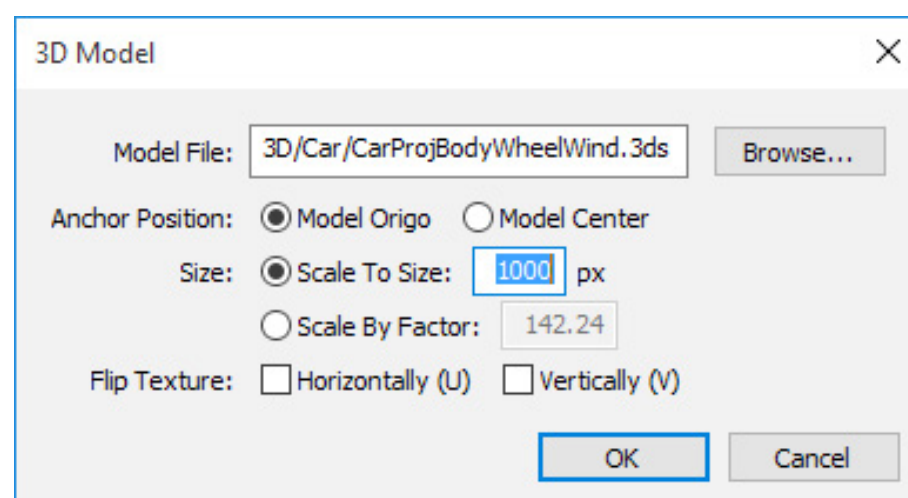 3D Model
Model File: 3D/Car/CarProjBodyWheelWind.3ds Browse...
Anchor Position: Model Origo Model Center
Size: Scale To Size: 1000 px
Scale By Factor: 142.24
Flip Texture: Horizontally (U) Vertically (V)
OK Cancel